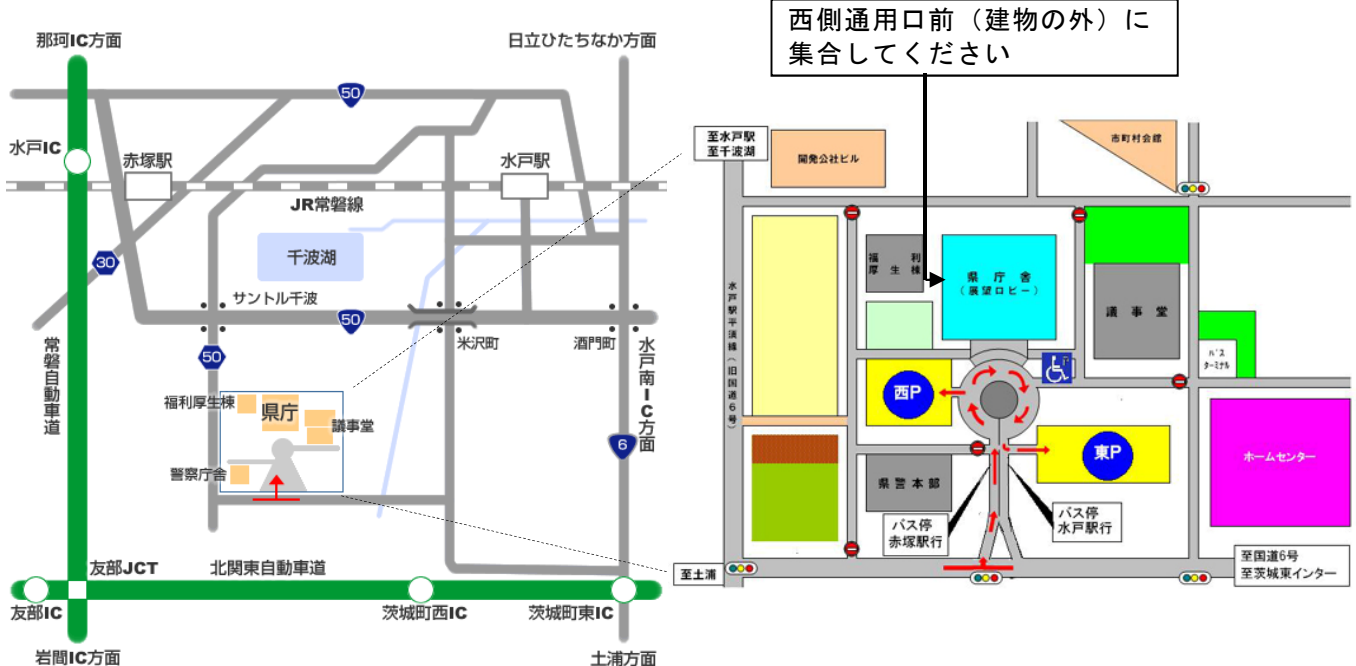 西側通用口前（建物の外）に
集合してください
那珂IC方面
日立ひたちなか方面
50
水戸IC
赤塚駅
水戸駅
JR常磐線
千波湖
30
サントル千波
50
50
米沢町
酒門町
常磐自動車道
水戸南IC方面
福利厚生棟
県庁
議事堂
警察庁舎
6
友部JCT
北関東自動車道
友部IC
茨城町西IC
茨城町東IC
岩間IC方面
土浦方面
至水戸駅
至千波湖
開発公社ビル
市町村会館
福利
厚生棟
県庁舎
（展望ロビー）
議事堂
水戸駅平須線（旧国道6号）
バス
ターミナル
西P
東P
ホームセンター
県警本部
バス停
赤塚駅行
バス停
水戸駅行
至土浦
至国道6号
至茨城東インター